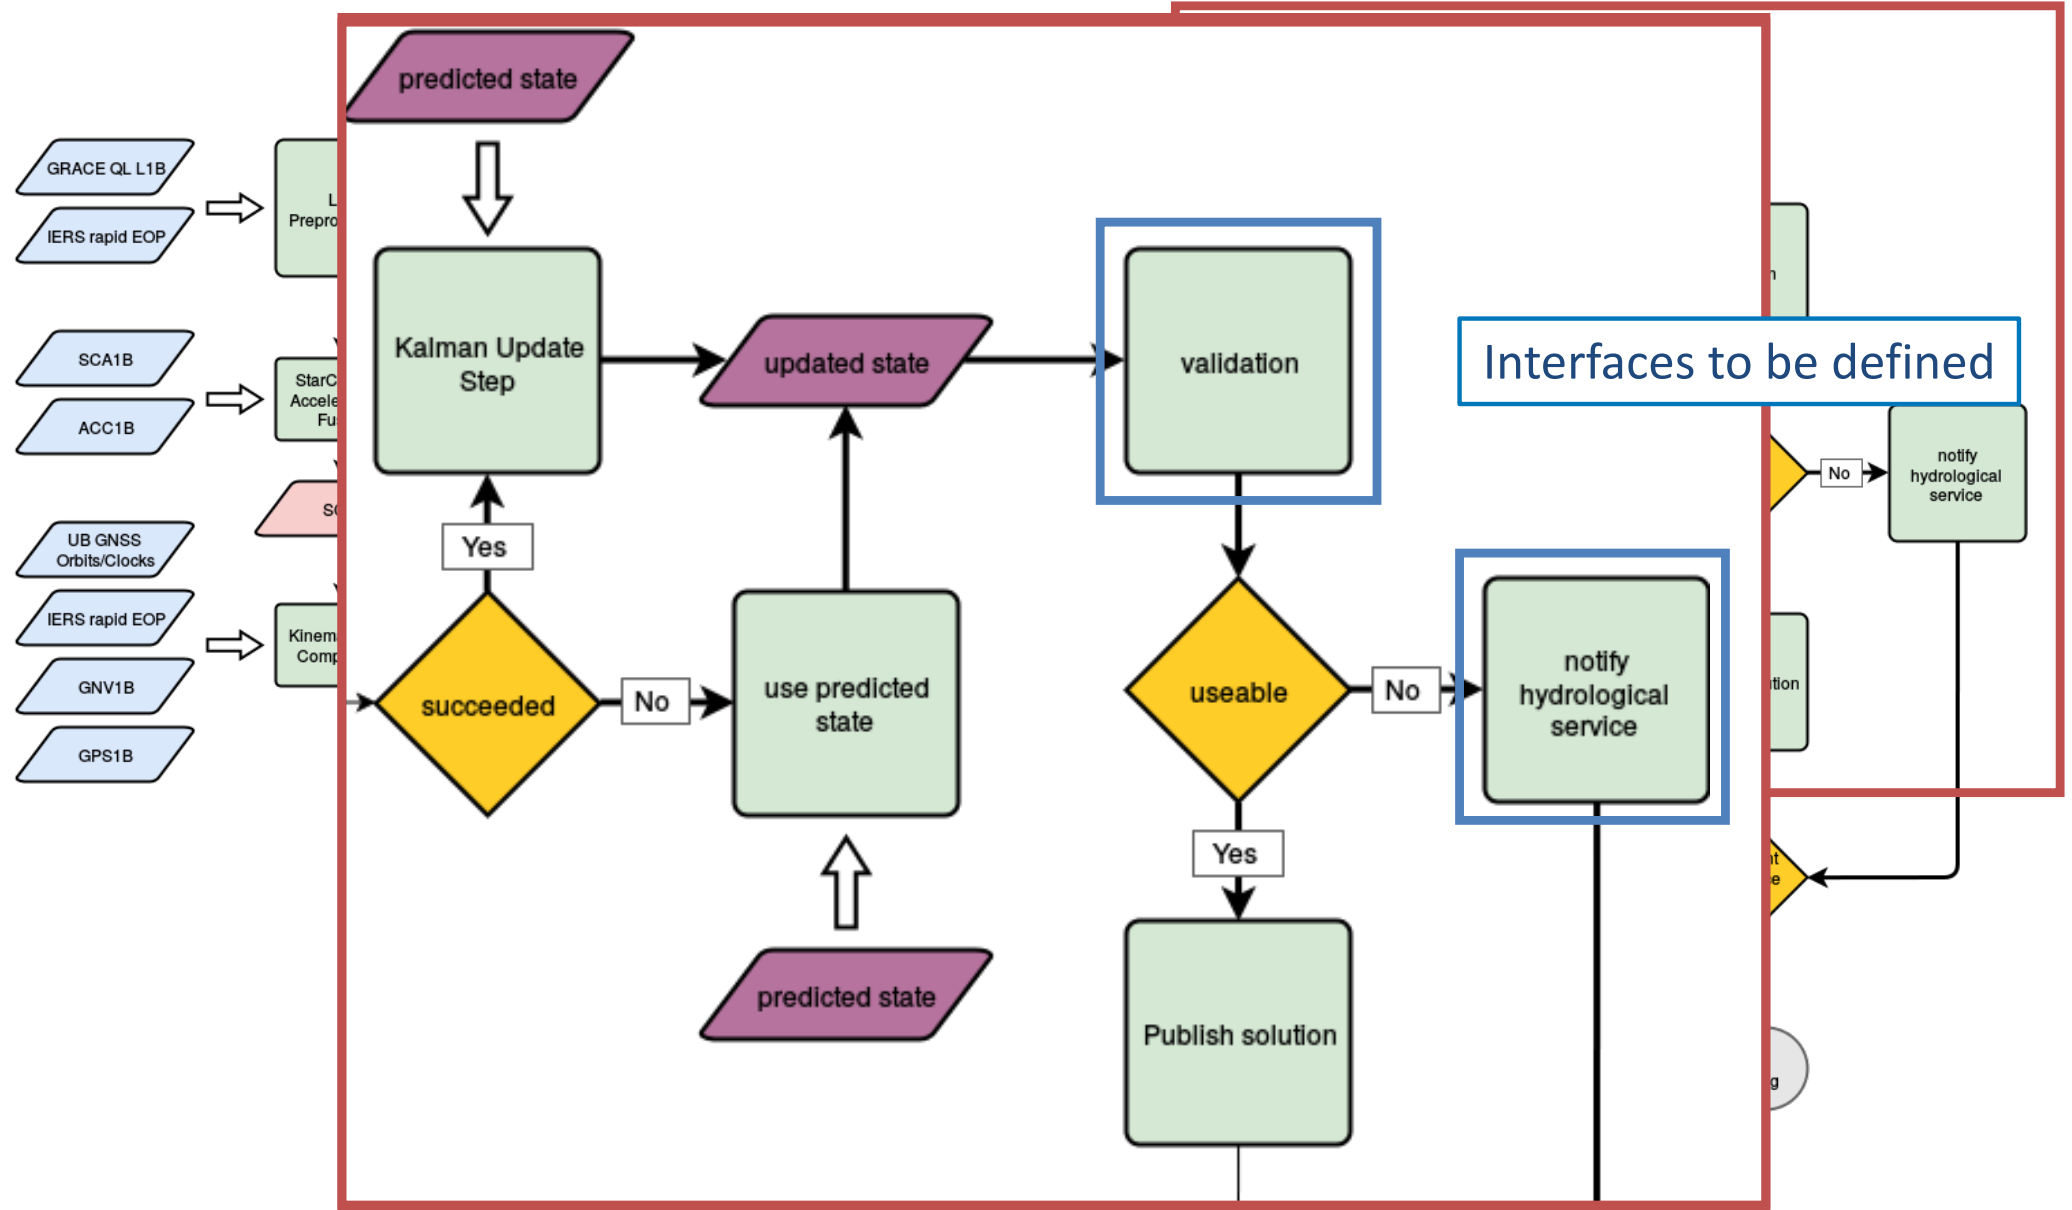 predicted state
GRACE QL L1B
IERS rapid EOP
SCA1B
ACC1B
UB GNSS
Orbits/Clocks
IERS rapid EOP
GNV1B
GPS1B
Kalman Update
Step
updated state
validation
Interfaces to be defined
Yes
succeeded
No
use predicted
state
useable
No
notify
hydrological
service
Yes
predicted state
Publish solution
No
notify
hydrological
service